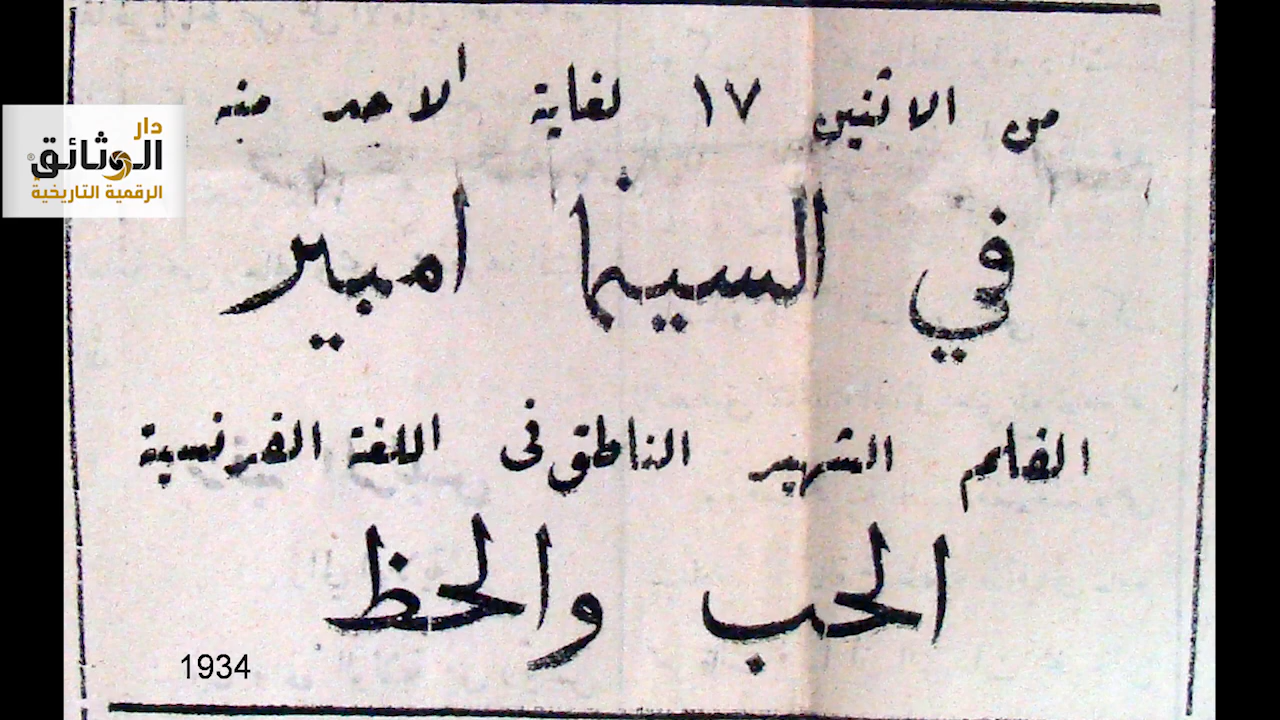 من الاثنين ١٧ لغاية الاحد منه
في السينما امبير
الفلم الشهير الناطق فى اللغة الفرنسية
الحب والحظ
1934
دار
الوثائق
الرقمية التاريخية